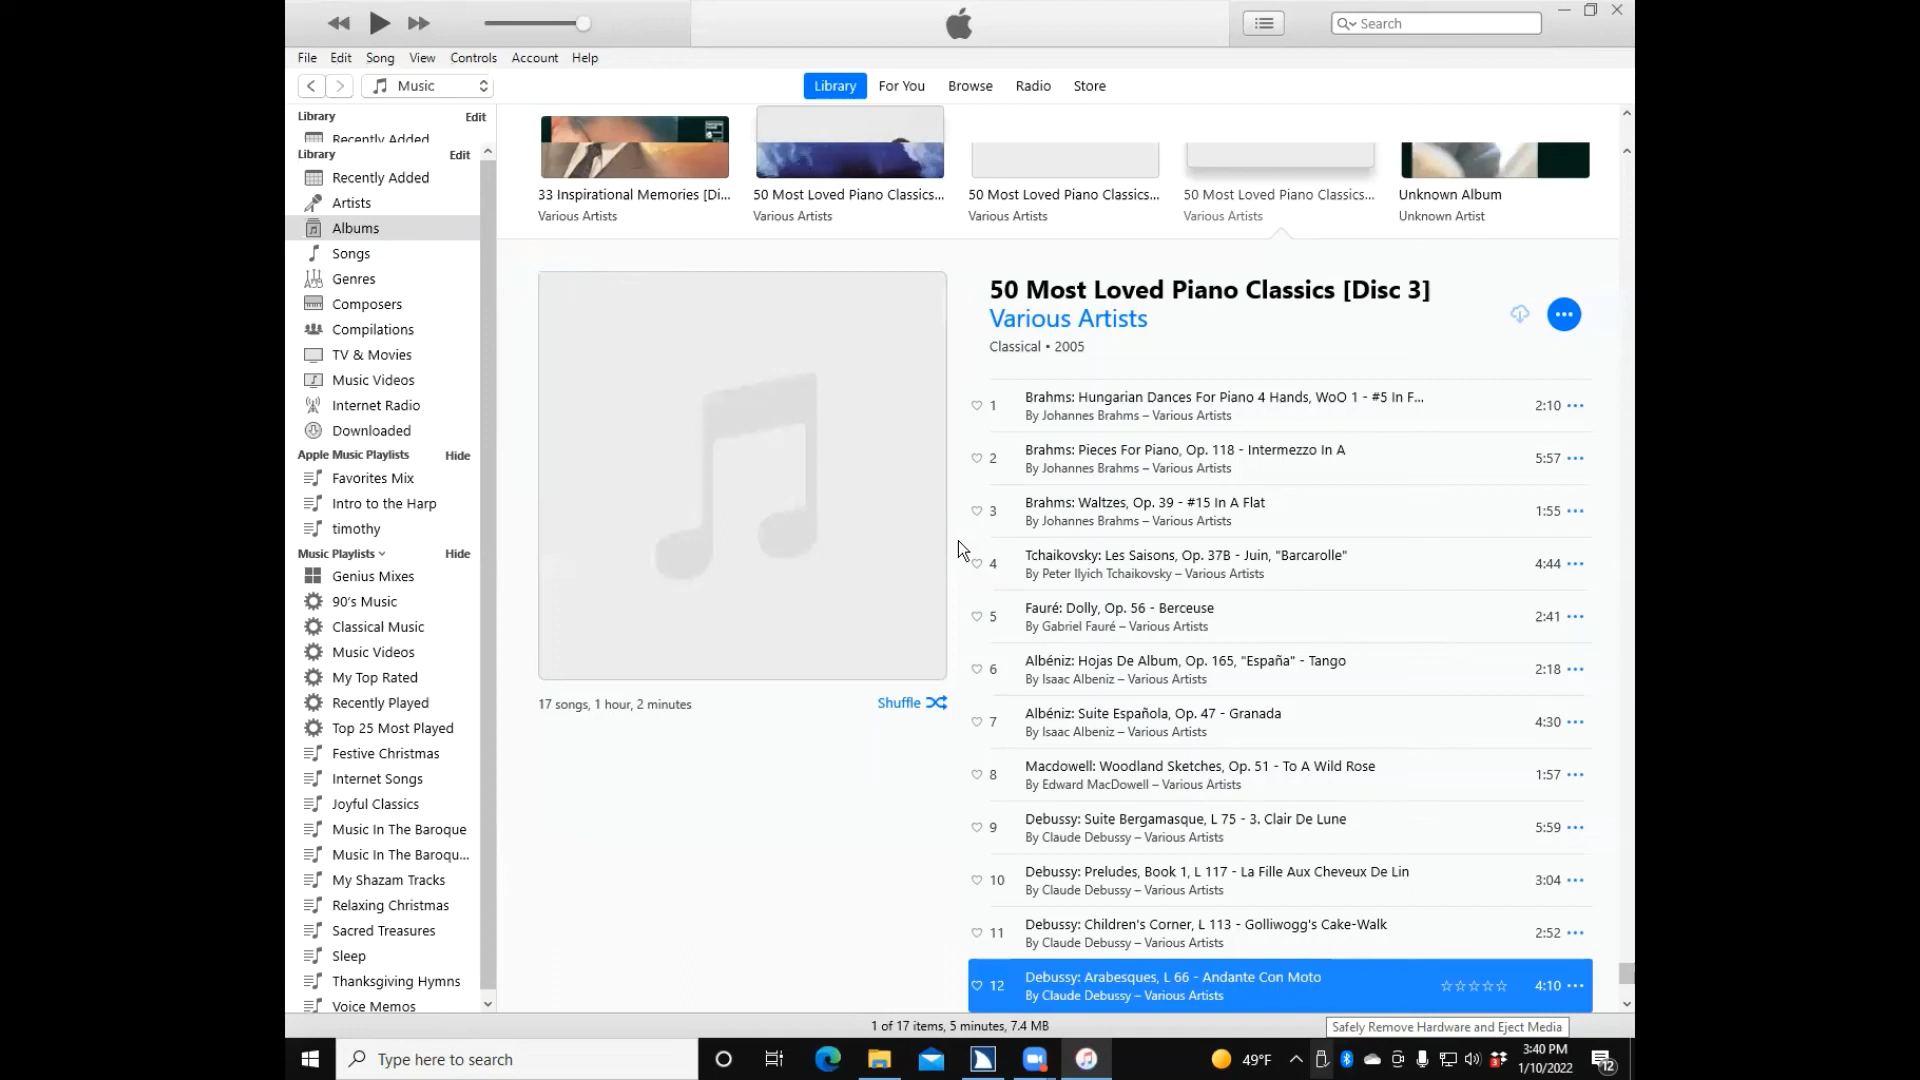 Search
File Edit Song View Controls Account Help
Music
Library For You Browse Radio Store
Library Edit
Recently Added
Library Edit
Recently Added
Artists
Albums
Songs
Genres
Composers
Compilations
TV & Movies
Music Videos
Internet Radio
Downloaded
Apple Music Playlists Hide
Favorites Mix
Intro to the Harp
timothy
Music Playlists Hide
Genius Mixes
90's Music
Classical Music
Music Videos
My Top Rated
Recently Played
Top 25 Most Played
Festive Christmas
Internet Songs
Joyful Classics
Music In The Baroque
Music In The Baroqu...
My Shazam Tracks
Relaxing Christmas
Sacred Treasures
Sleep
Thanksgiving Hymns
Voice Memos
33 Inspirational Memories [Di...
Various Artists
50 Most Loved Piano Classics...
Various Artists
50 Most Loved Piano Classics...
Various Artists
50 Most Loved Piano Classics...
Various Artists
Unknown Album
Unknown Artist
17 songs, 1 hour, 2 minutes
Shuffle
50 Most Loved Piano Classics [Disc 3]
Various Artists
Classical • 2005
1 Brahms: Hungarian Dances For Piano 4 Hands, WoO 1 - #5 In F... 2:10
By Johannes Brahms – Various Artists
2 Brahms: Pieces For Piano, Op. 118 - Intermezzo In A 5:57
By Johannes Brahms – Various Artists
3 Brahms: Waltzes, Op. 39 - #15 In A Flat 1:55
By Johannes Brahms – Various Artists
4 Tchaikovsky: Les Saisons, Op. 37B - Juin, "Barcarolle" 4:44
By Peter Ilyich Tchaikovsky – Various Artists
5 Fauré: Dolly, Op. 56 - Berceuse 2:41
By Gabriel Fauré – Various Artists
6 Albéniz: Hojas De Album, Op. 165, "España" - Tango 2:18
By Isaac Albeniz – Various Artists
7 Albéniz: Suite Española, Op. 47 - Granada 4:30
By Isaac Albeniz – Various Artists
8 Macdowell: Woodland Sketches, Op. 51 - To A Wild Rose 1:57
By Edward MacDowell – Various Artists
9 Debussy: Suite Bergamasque, L 75 - 3. Clair De Lune 5:59
By Claude Debussy – Various Artists
10 Debussy: Preludes, Book 1, L 117 - La Fille Aux Cheveux De Lin 3:04
By Claude Debussy – Various Artists
11 Debussy: Children's Corner, L 113 - Golliwogg's Cake-Walk 2:52
By Claude Debussy – Various Artists
12 Debussy: Arabesques, L 66 - Andante Con Moto 4:10
By Claude Debussy – Various Artists
1 of 17 items, 5 minutes, 7.4 MB
Safely Remove Hardware and Eject Media
Type here to search
49°F
3:40 PM
1/10/2022
12